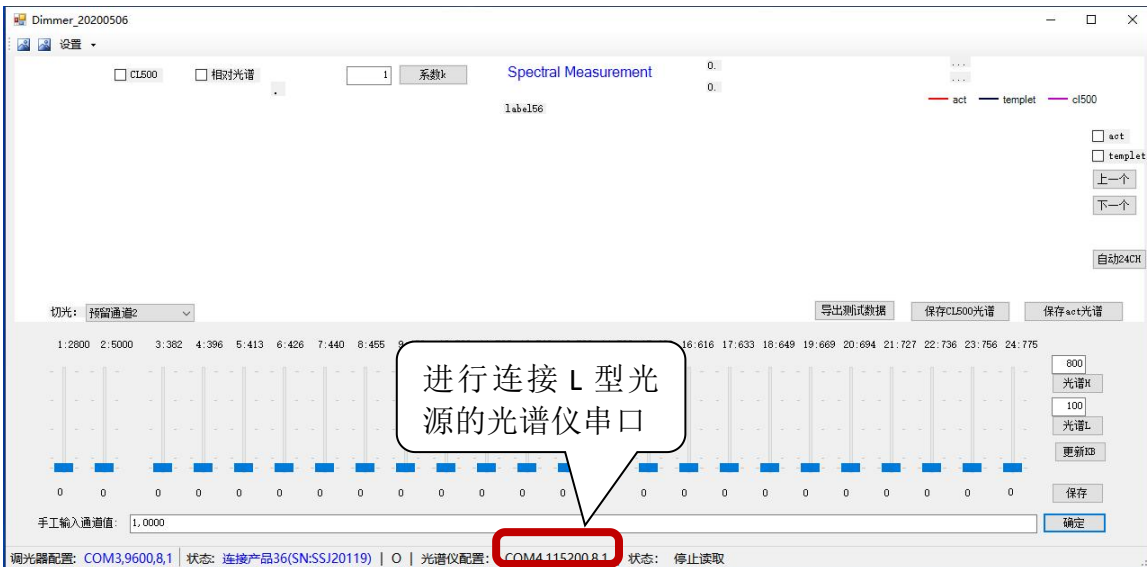 Dimmer_20200506
设置
CL500 相对光谱 1 系数k Spectral Measurement 0. ...
. 0. ...
label56 act templet cl500
act
templet
上一个
下一个
自动24CH
切光: 预留通道2 导出测试数据 保存CL500光谱 保存act光谱
1:2800 2:5000 3:382 4:396 5:413 6:426 7:440 8:455 16:616 17:633 18:649 19:669 20:694 21:727 22:736 23:756 24:775
800
光谱H
进行连接 L 型光
源的光谱仪串口
100
光谱L
更新KB
0 0 0 0 0 0 0 0 0 0 0 0 0 0 0 0 0 0 0 0 0 0 0 保存
手工输入通道值: 1,0000 确定
调光器配置: COM3,9600,8,1 状态: 连接产品36(SN:SSJ20119) | O | 光谱仪配置: COM4,115200,8,1 状态: 停止读取